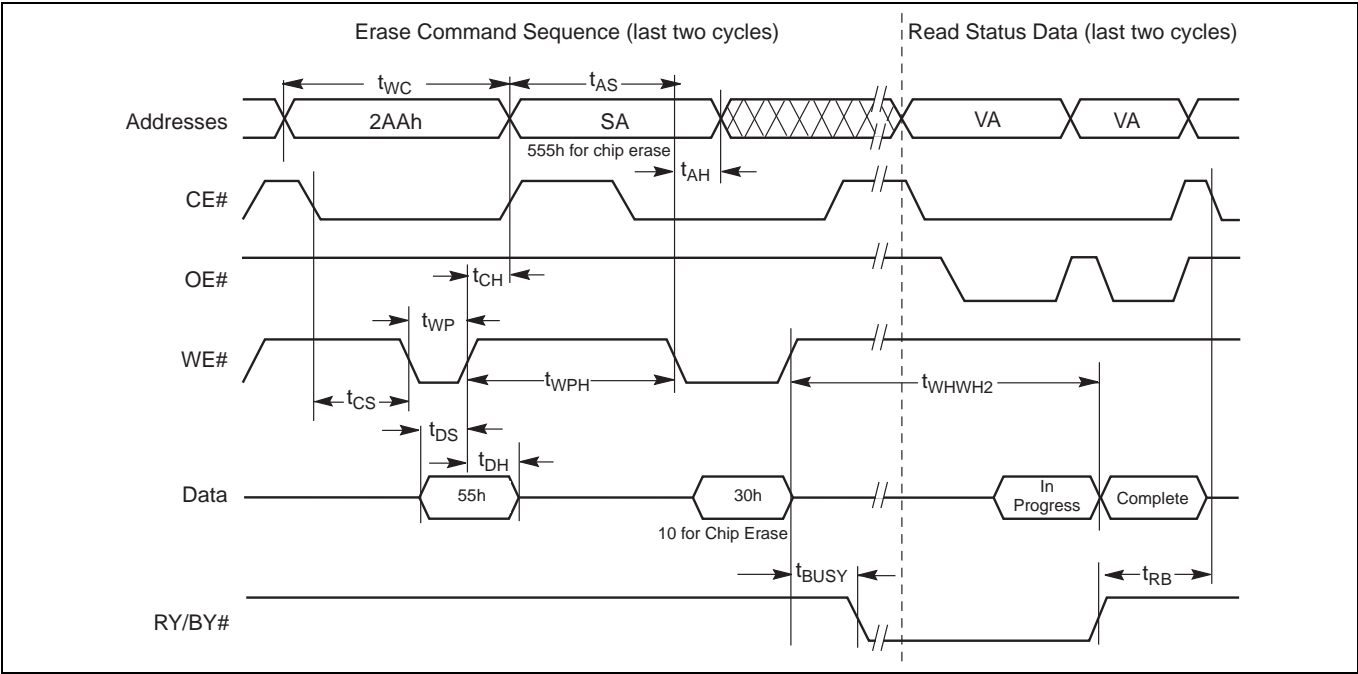 Erase Command Sequence (last two cycles)
Read Status Data (last two cycles)
tWC
tAS
Addresses
2AAh
SA
VA
VA
555h for chip erase
tAH
CE#
OE#
tCH
tWP
WE#
tWPH
tWHWH2
tCS
tDS
tDH
Data
55h
30h
In
Progress
Complete
10 for Chip Erase
tBUSY
tRB
RY/BY#